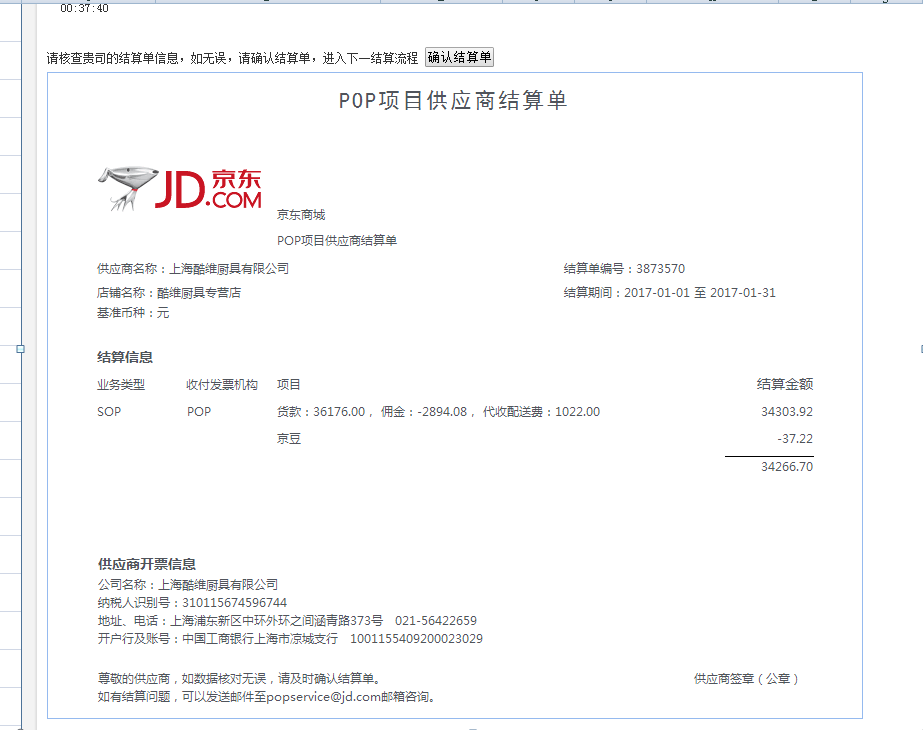 00:37:40
请核查贵司的结算单信息，如无误，请确认结算单，进入下一结算流程 确认结算单
POP项目供应商结算单
JD.COM 京东
京东商城
POP项目供应商结算单
供应商名称：上海酷维厨具有限公司 结算单编号：3873570
店铺名称：酷维厨具专营店 结算期间：2017-01-01 至 2017-01-31
基准币种：元
结算信息
业务类型 收付发票机构 项目 结算金额
SOP POP 货款：36176.00， 佣金：-2894.08， 代收配送费：1022.00 34303.92
京豆 -37.22
34266.70
供应商开票信息
公司名称：上海酷维厨具有限公司
纳税人识别号：310115674596744
地址、电话：上海浦东新区中环外环之间涵青路373号 021-56422659
开户行及账号：中国工商银行上海市凉城支行 1001155409200023029
尊敬的供应商，如数据核对无误，请及时确认结算单。 供应商签章（公章）
如有结算问题，可以发送邮件至popservice@jd.com邮箱咨询。